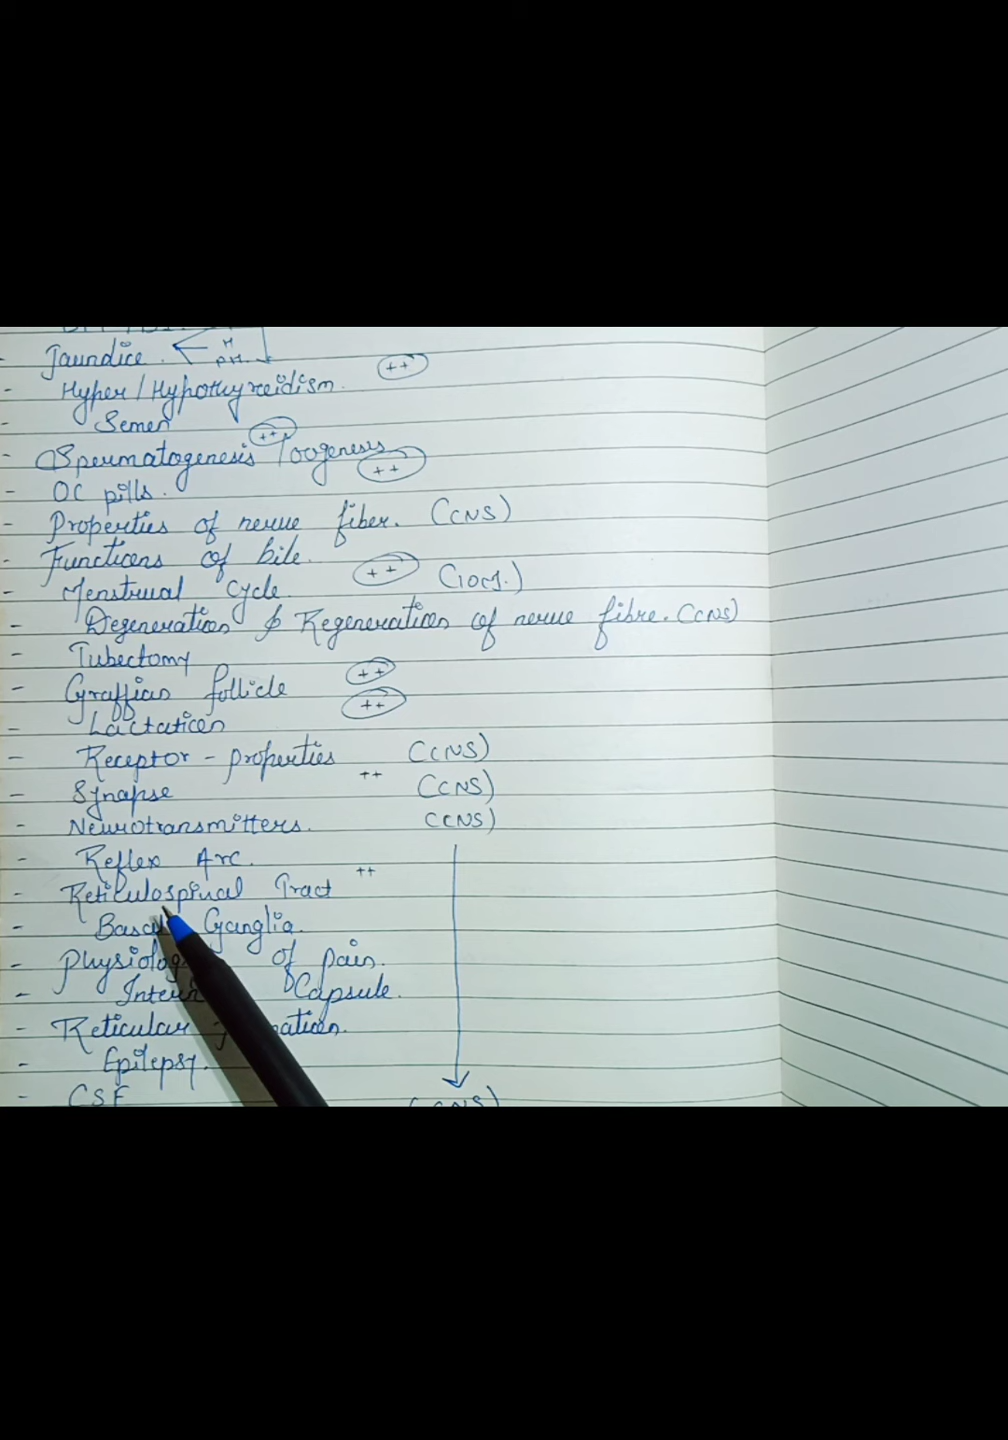 - Jaundice. H
- Hyper/Hypothyroidism. ++
- Semen
- Spermatogenesis ++ / oogenesis
- OC pills. ++
- Properties of nerve fiber. (CNS)
- Functions of bile.
- Menstrual Cycle. ++ (10M.)
- Degeneration & Regeneration of nerve fibre. (CNS)
- Tubectomy
- Graffian follicle ++
- Lactation ++
- Receptor - properties (CNS)
- Synapse ++ (CNS)
- Neurotransmitters. (CNS)
- Reflex Arc.
- Reticulospinal Tract ++
- Basal Ganglia.
- Physiology of pain.
- Capsule.
- Reticular
- Epilepsy.
- CSF (CNS)